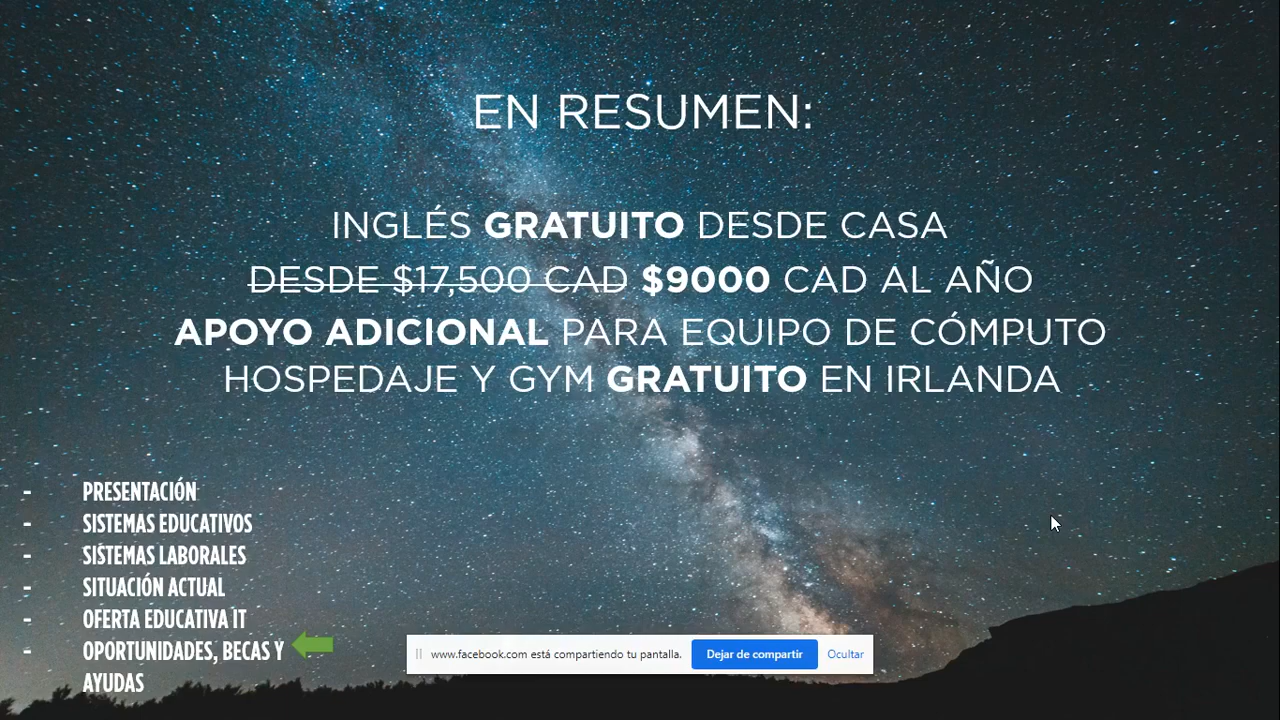 EN RESUMEN:
INGLÉS GRATUITO DESDE CASA
DESDE $17,500 CAD $9000 CAD AL AÑO
APOYO ADICIONAL PARA EQUIPO DE CÓMPUTO
HOSPEDAJE Y GYM GRATUITO EN IRLANDA
- PRESENTACIÓN
- SISTEMAS EDUCATIVOS
- SISTEMAS LABORALES
- SITUACIÓN ACTUAL
- OFERTA EDUCATIVA IT
- OPORTUNIDADES, BECAS Y
AYUDAS
www.facebook.com está compartiendo tu pantalla. Dejar de compartir Ocultar